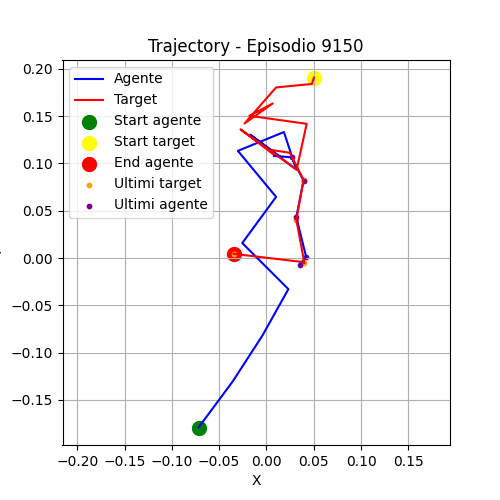 Trajectory - Episodio 9150
0.20
0.15
0.10
0.05
0.00
−0.05
−0.10
−0.15
Agente
Target
Start agente
Start target
End agente
Ultimi target
Ultimi agente
−0.20 −0.15 −0.10 −0.05 0.00 0.05 0.10 0.15
X